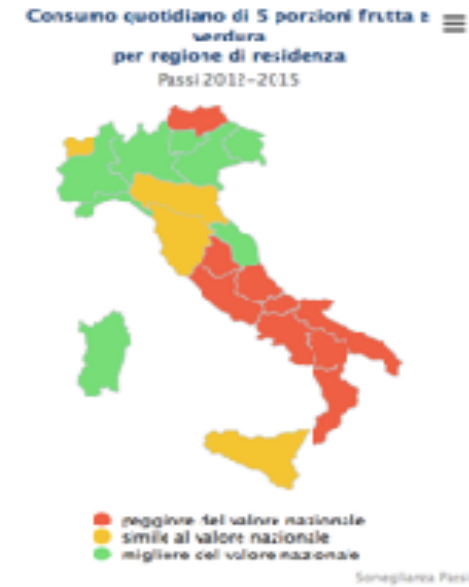 Consumo quotidiano di 5 porzioni frutta e
verdura
per regione di residenza
Passi 2012-2015
peggiore del valore nazionale
simile al valore nazionale
migliore del valore nazionale
Sorveglianza Passi